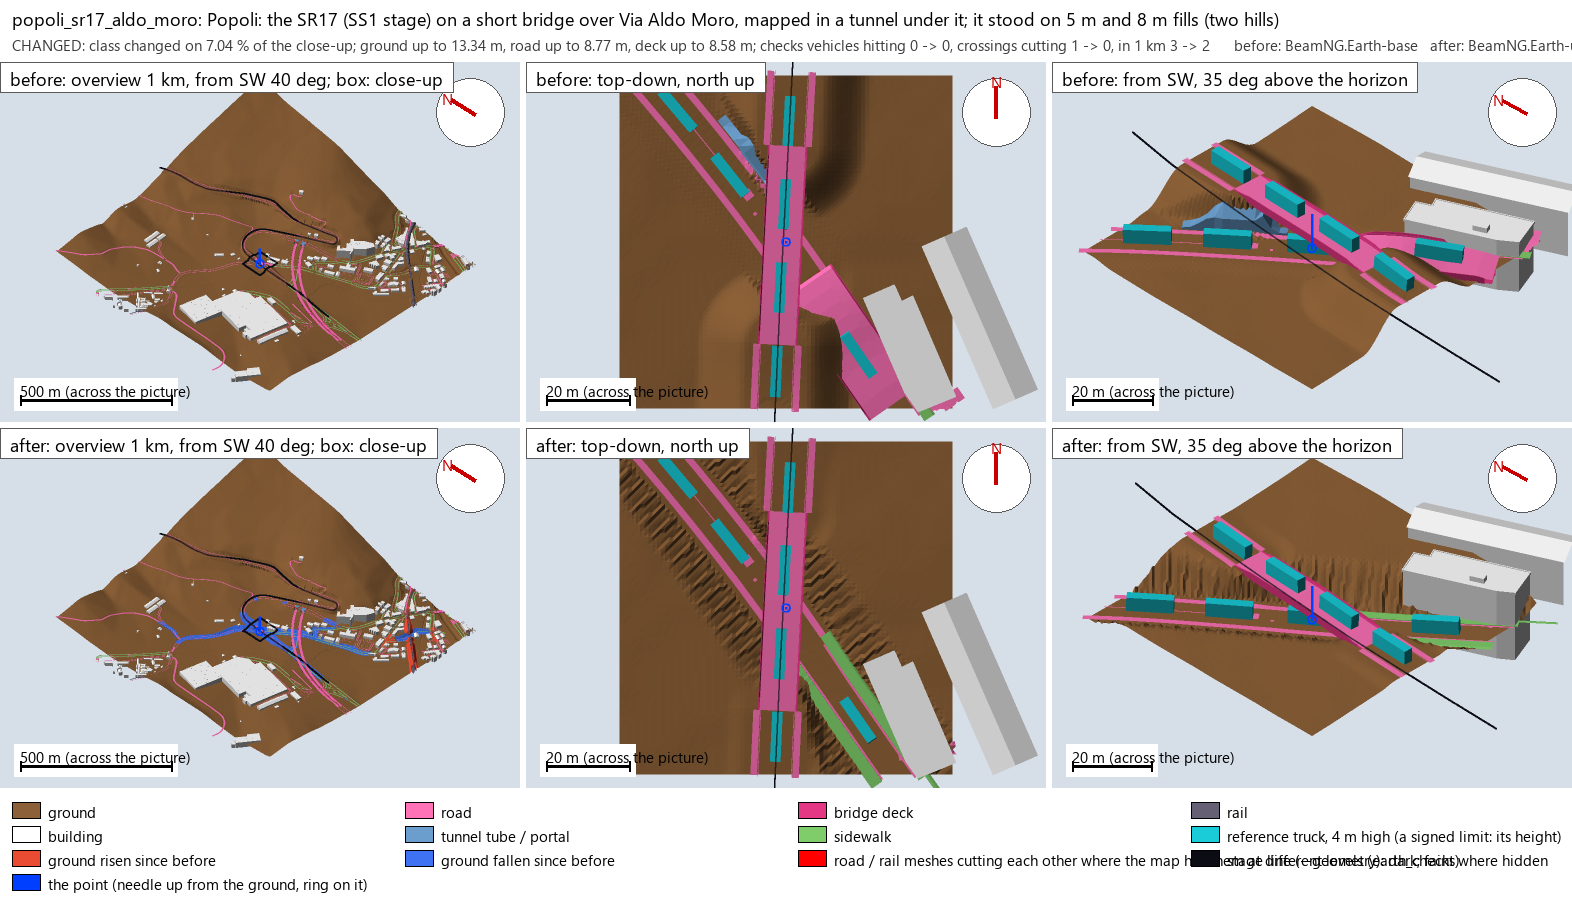 popoli_sr17_aldo_moro: Popoli: the SR17 (SS1 stage) on a short bridge over Via Aldo Moro, mapped in a tunnel under it; it stood on 5 m and 8 m fills (two hills)
CHANGED: class changed on 7.04 % of the close-up; ground up to 13.34 m, road up to 8.77 m, deck up to 8.58 m; checks vehicles hitting 0 -> 0, crossings cutting 1 -> 0, in 1 km 3 -> 2 before: BeamNG.Earth-base after: BeamNG.Earth-u
before: overview 1 km, from SW 40 deg; box: close-up
N
500 m (across the picture)
before: top-down, north up
N
20 m (across the picture)
before: from SW, 35 deg above the horizon
N
20 m (across the picture)
after: overview 1 km, from SW 40 deg; box: close-up
N
500 m (across the picture)
after: top-down, north up
N
20 m (across the picture)
after: from SW, 35 deg above the horizon
N
20 m (across the picture)
ground
road
bridge deck
rail
building
tunnel tube / portal
sidewalk
reference truck, 4 m high (a signed limit: its height)
ground risen since before
ground fallen since before
road / rail meshes cutting each other where the map
where hidden
the point (needle up from the ground, ring on it)